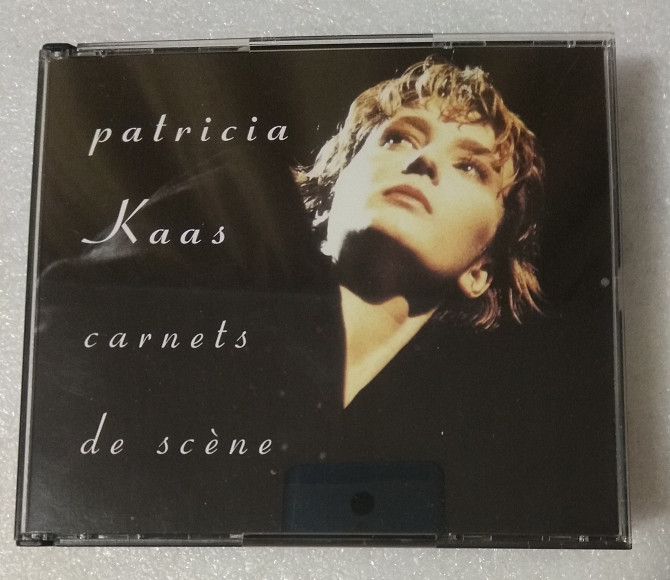 patricia
Kaas
carnets
de scène